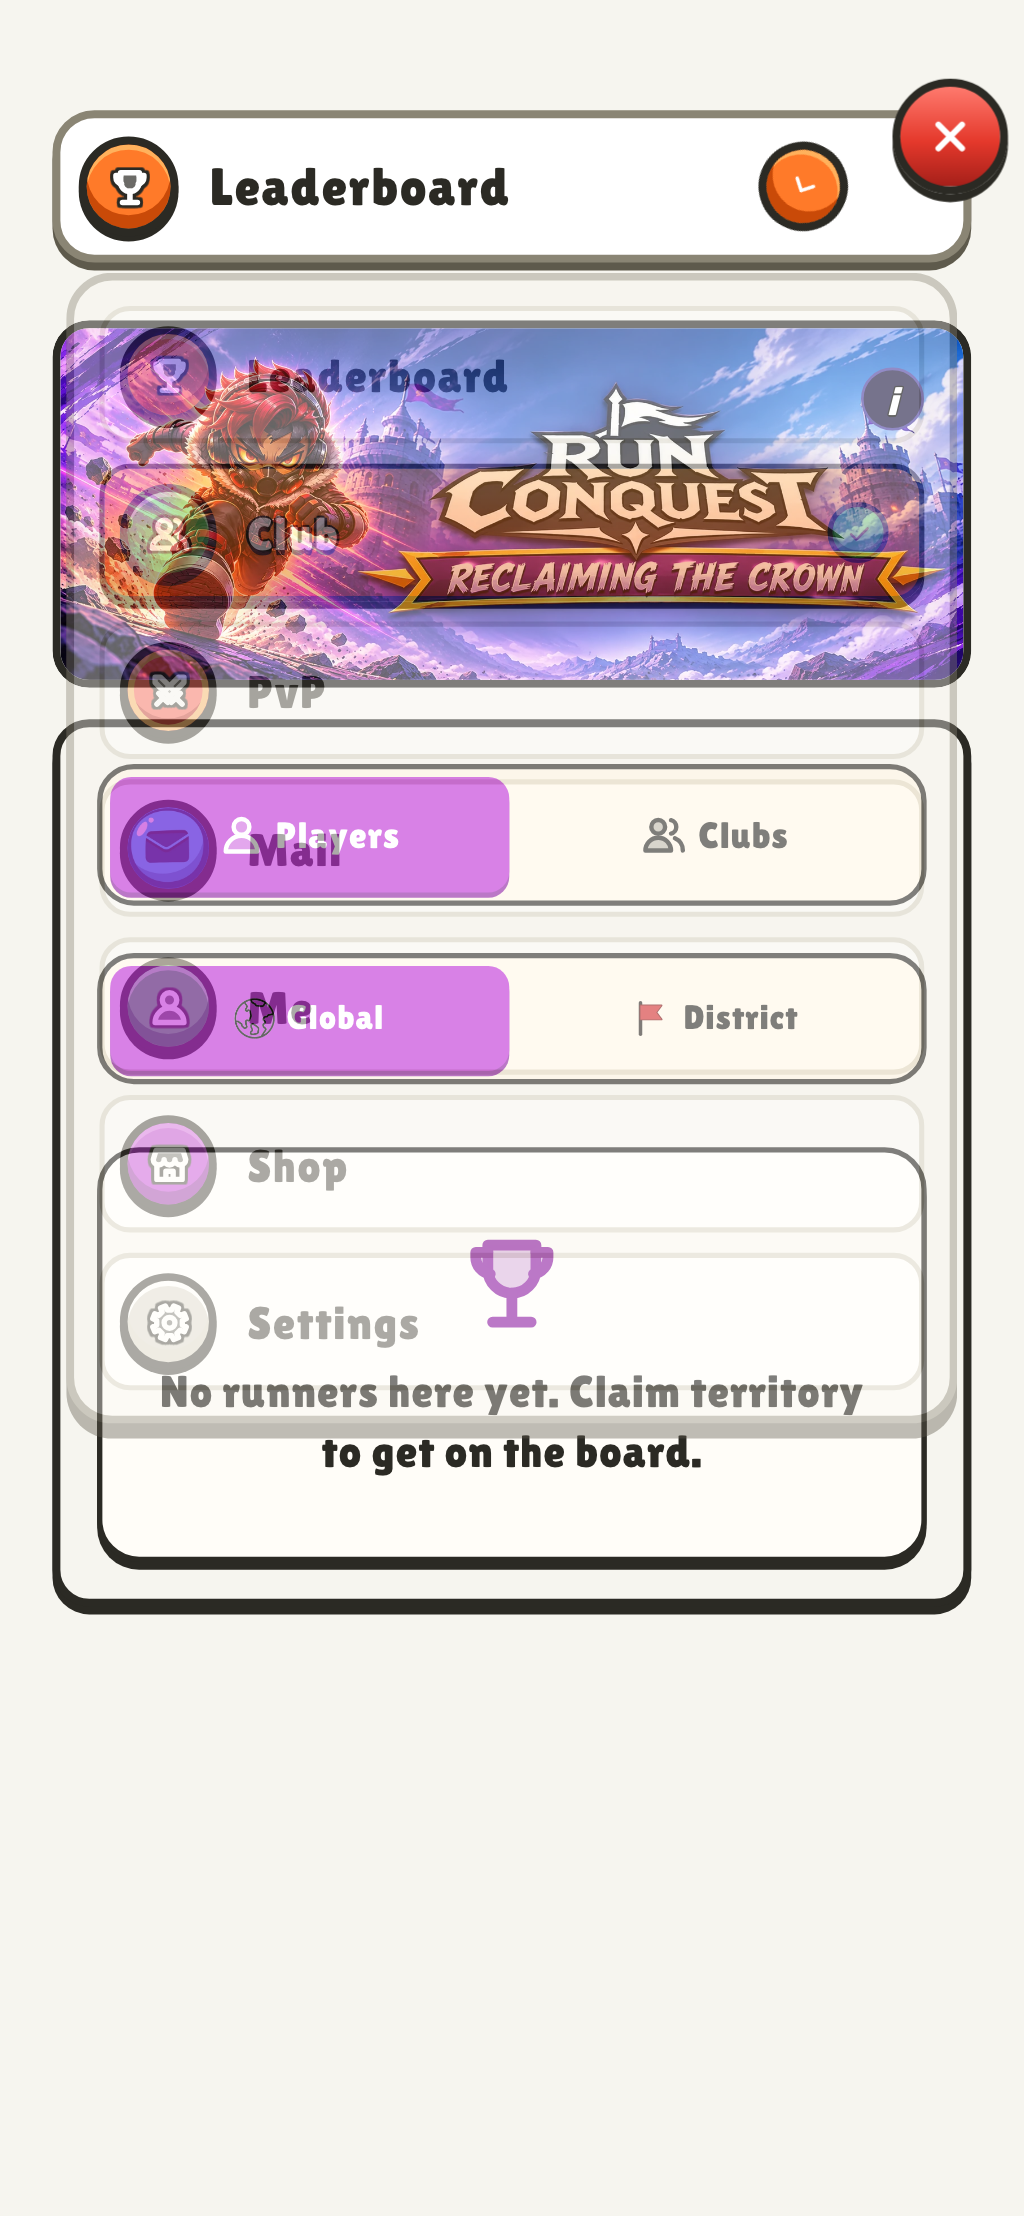 Leaderboard
Leaderboard
i
RUN
CONQUEST
Club
RECLAIMING THE CROWN
PvP
Mail
Players
Clubs
Me
Global
District
Shop
Settings
No runners here yet. Claim territory
to get on the board.